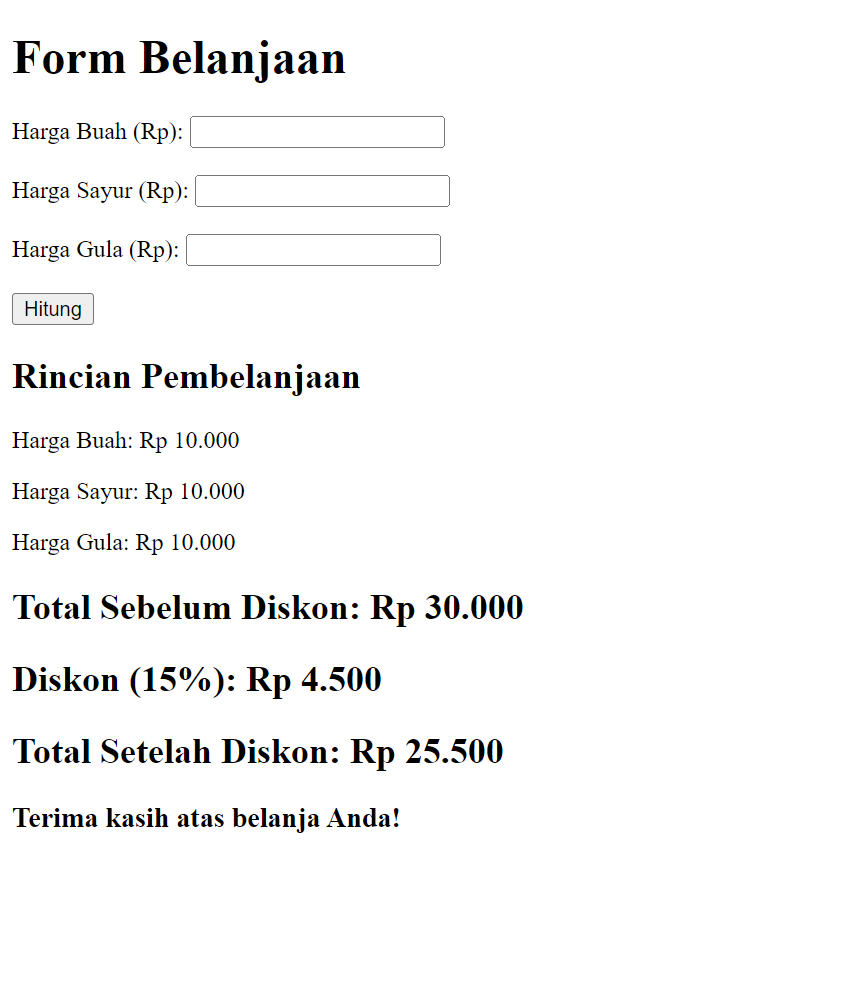 Form Belanjaan
Harga Buah (Rp):
Harga Sayur (Rp):
Harga Gula (Rp):
Hitung
Rincian Pembelanjaan
Harga Buah: Rp 10.000
Harga Sayur: Rp 10.000
Harga Gula: Rp 10.000
Total Sebelum Diskon: Rp 30.000
Diskon (15%): Rp 4.500
Total Setelah Diskon: Rp 25.500
Terima kasih atas belanja Anda!